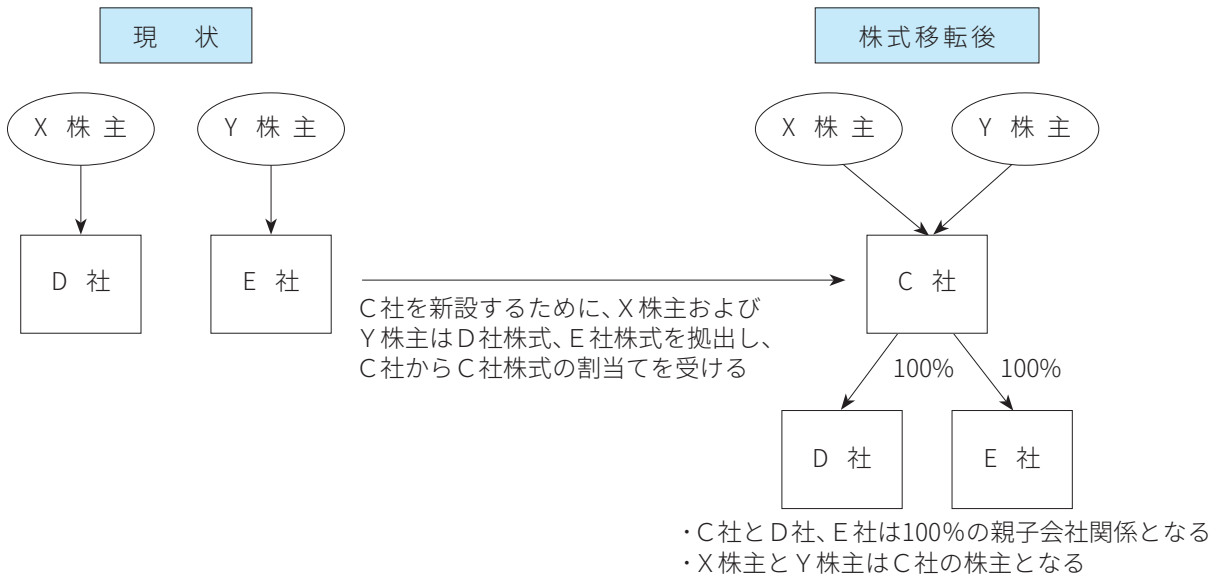 現 状
株式移転後
X 株 主
Y 株 主
X 株 主
Y 株 主
D 社
E 社
C 社
C社を新設するために、X株主および
Y株主はD社株式、E社株式を拠出し、
C社からC社株式の割当てを受ける
100%
100%
D 社
E 社
・C社とD社、E社は100%の親子会社関係となる
・X株主とY株主はC社の株主となる